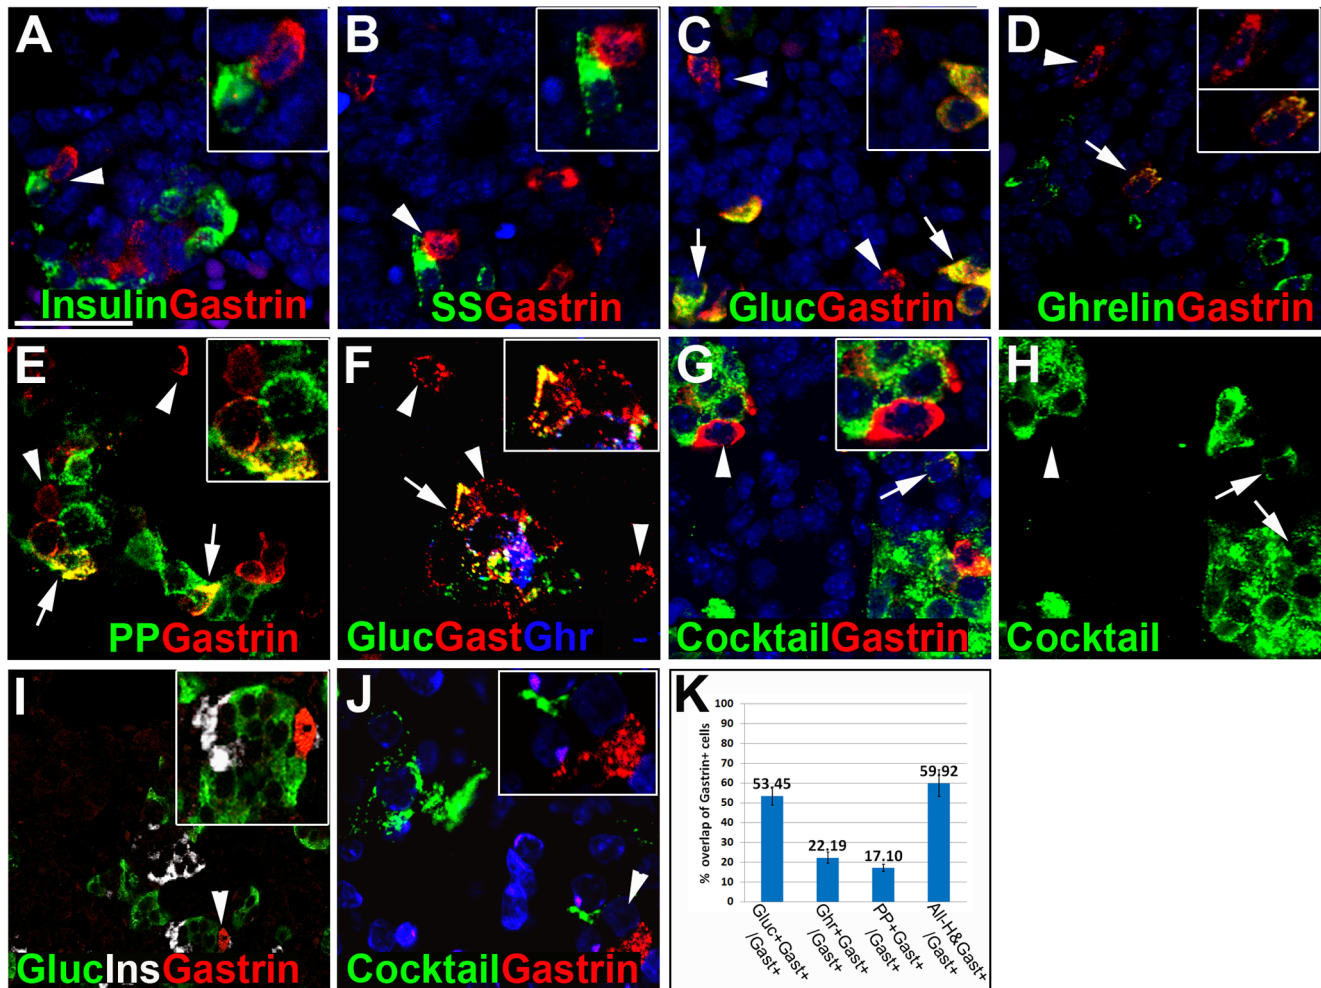 A
InsulinGastrin
B
SSGastrin
C
GlucGastrin
D
GhrelinGastrin
E
PPGastrin
F
GlucGastGhr
G
CocktailGastrin
H
Cocktail
I
GlucInsGastrin
J
CocktailGastrin
K
% overlap of Gastrin+ cells
100
90
80
70
60
50
40
30
20
10
0
53.45
22.19
17.10
59.92
Gluc+Gast+
/Gast+
Ghr+Gast+
/Gast+
PP+Gast+
/Gast+
All-H&Gast+
/Gast+